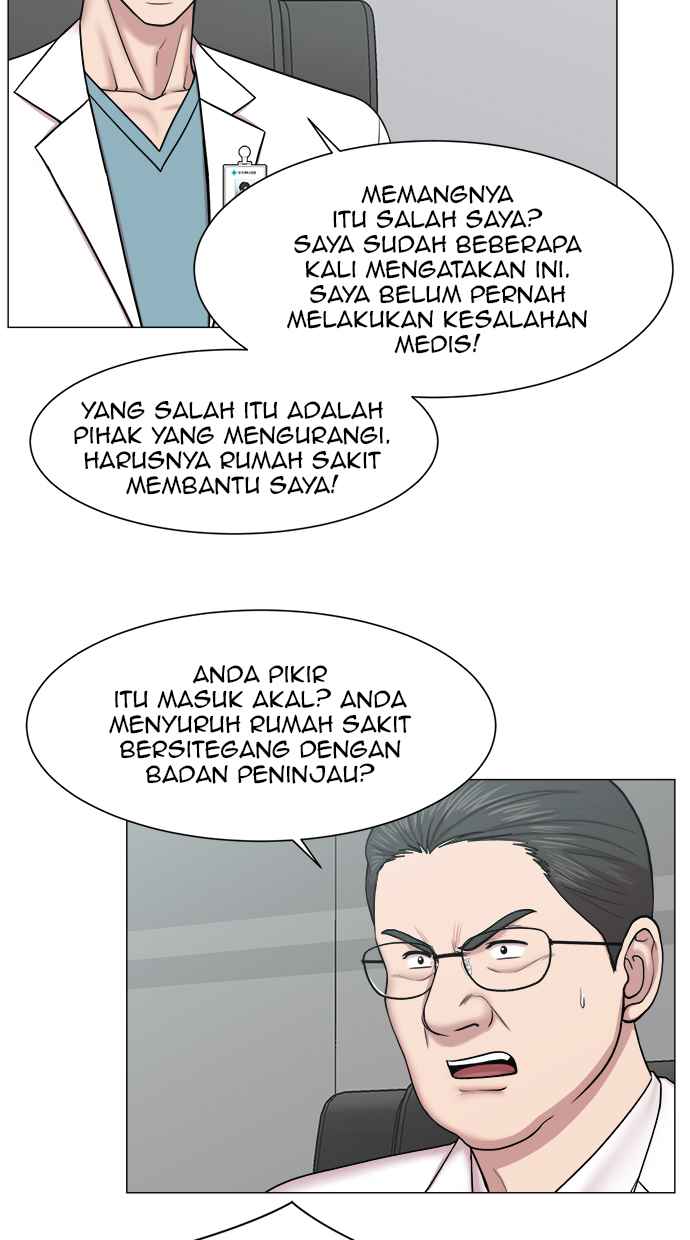 MEMANGNYA
ITU SALAH SAYA?
SAYA SUDAH BEBERAPA
KALI MENGATAKAN INI.
SAYA BELUM PERNAH
MELAKUKAN KESALAHAN
MEDIS!
YANG SALAH ITU ADALAH
PIHAK YANG MENGURANGI.
HARUSNYA RUMAH SAKIT
MEMBANTU SAYA!
ANDA PIKIR
ITU MASUK AKAL? ANDA
MENYURUH RUMAH SAKIT
BERSITEGANG DENGAN
BADAN PENINJAU?